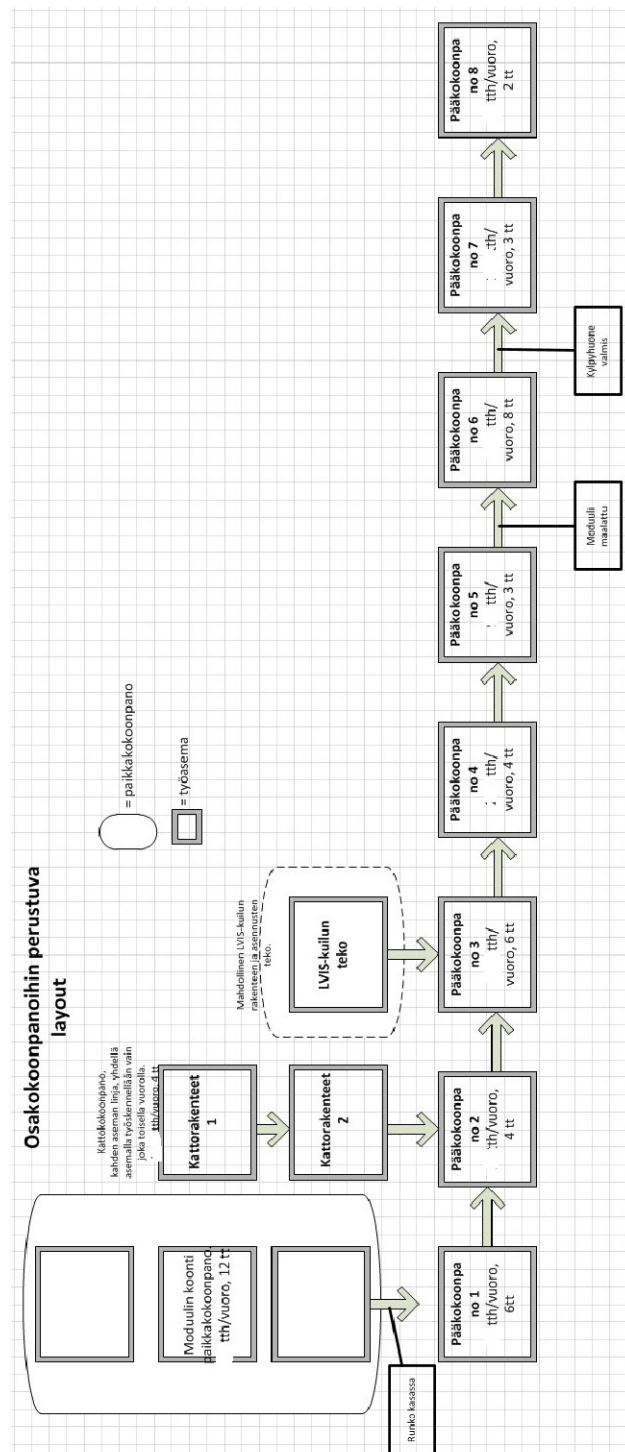 Osakokoonpanoihin perustuva
layout
= paikkakokoonpano
= työasema
Moduulin koonti
paikkakokoonpano.
tth/vuoro, 12 tt
Runko kasassa
Kattokokoonpano,
kahden aseman linja, yhdellä
asemalla työskennellään vain
joka toisella vuorolla.
tth/vuoro, 4 tt
Kattorakenteet
1
Kattorakenteet
2
Mahdollinen LVIS-kuilun
rakenteen ja asennusten
teko.
LVIS-kuilun
teko
Pääkokoonpa
no 1
tth/vuoro,
6tt
Pääkokoonpa
no 2
tth/vuoro,
4 tt
Pääkokoonpa
no 3
tth/
vuoro, 6 tt
Pääkokoonpa
no 4
tth/
vuoro, 4 tt
Pääkokoonpa
no 5
tth/
vuoro, 3 tt
Moduuli
maalattu
Pääkokoonpa
no 6
tth/
vuoro, 8 tt
Kylpyhuone
valmis
Pääkokoonpa
no 7
tth/
vuoro, 3 tt
Pääkokoonpa
no 8
tth/vuoro,
2 tt